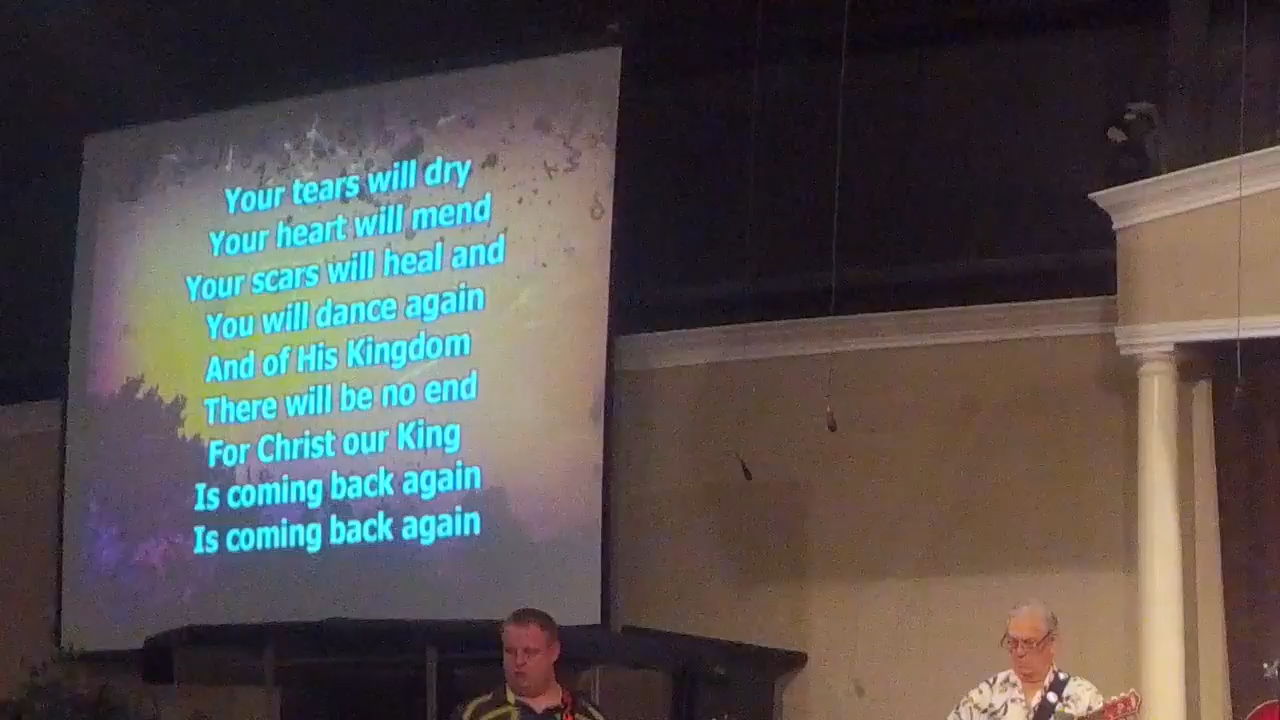 Your tears will dry
Your heart will mend
Your scars will heal and
You will dance again
And of His Kingdom
There will be no end
For Christ our King
Is coming back again
Is coming back again